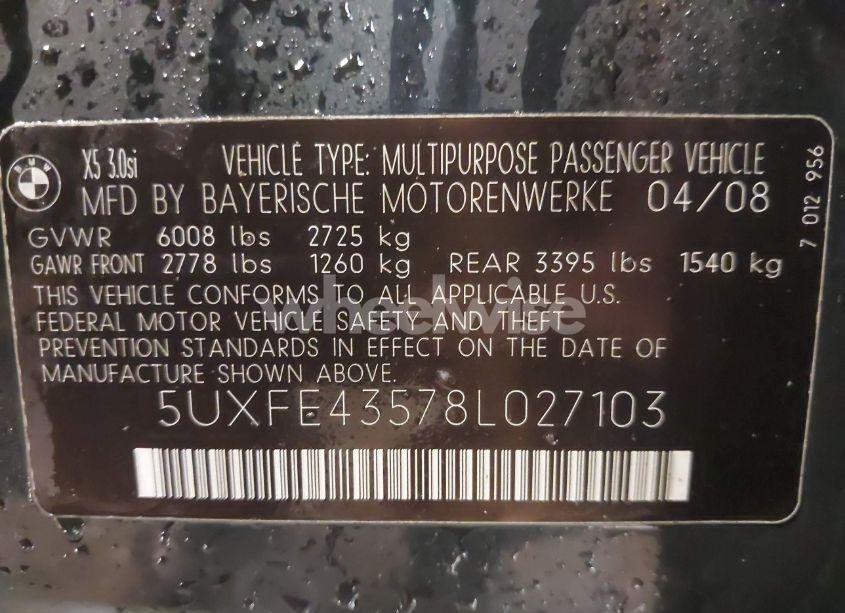 BMW
X5 3.0si VEHICLE TYPE: MULTIPURPOSE PASSENGER VEHICLE
MFD BY BAYERISCHE MOTORENWERKE 04/08
GVWR 6008 lbs 2725 kg
GAWR FRONT 2778 lbs 1260 kg REAR 3395 lbs 1540 kg
THIS VEHICLE CONFORMS TO ALL APPLICABLE U.S.
FEDERAL MOTOR VEHICLE SAFETY AND THEFT
PREVENTION STANDARDS IN EFFECT ON THE DATE OF
MANUFACTURE SHOWN ABOVE.
5UXFE43578L027103
7 012 956
wheelwise